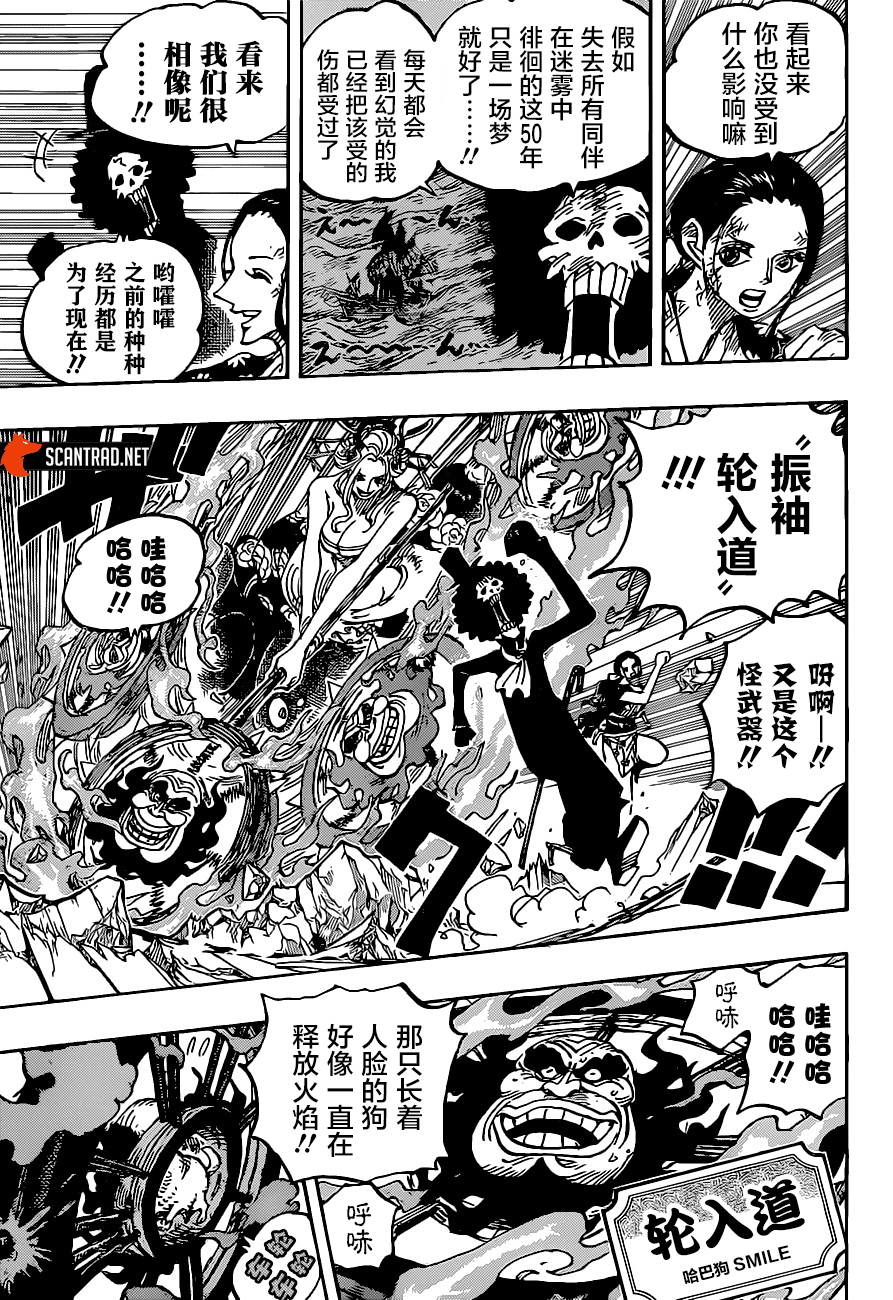 看起来
你也没受到
什么影响嘛
假如
失去所有同伴
在迷雾中
徘徊的这50年
只是一场梦
就好了……!!
每天都会
看到幻觉的我
已经把该受的
伤都受过了
看来
我们很
相像呢
……!!
哟嚯嚯
之前的种种
经历都是
为了现在!!
SCANTRAD.NET
“振袖
轮入道”
!!!
哇哈哈
哈哈!!
呀啊—!!
又是这个
怪武器!!
哇哈哈
哈哈!!
呼哧
那只长着
人脸的狗
好像一直在
释放火焰!!
呼哧
轮入道
哈巴狗 SMILE